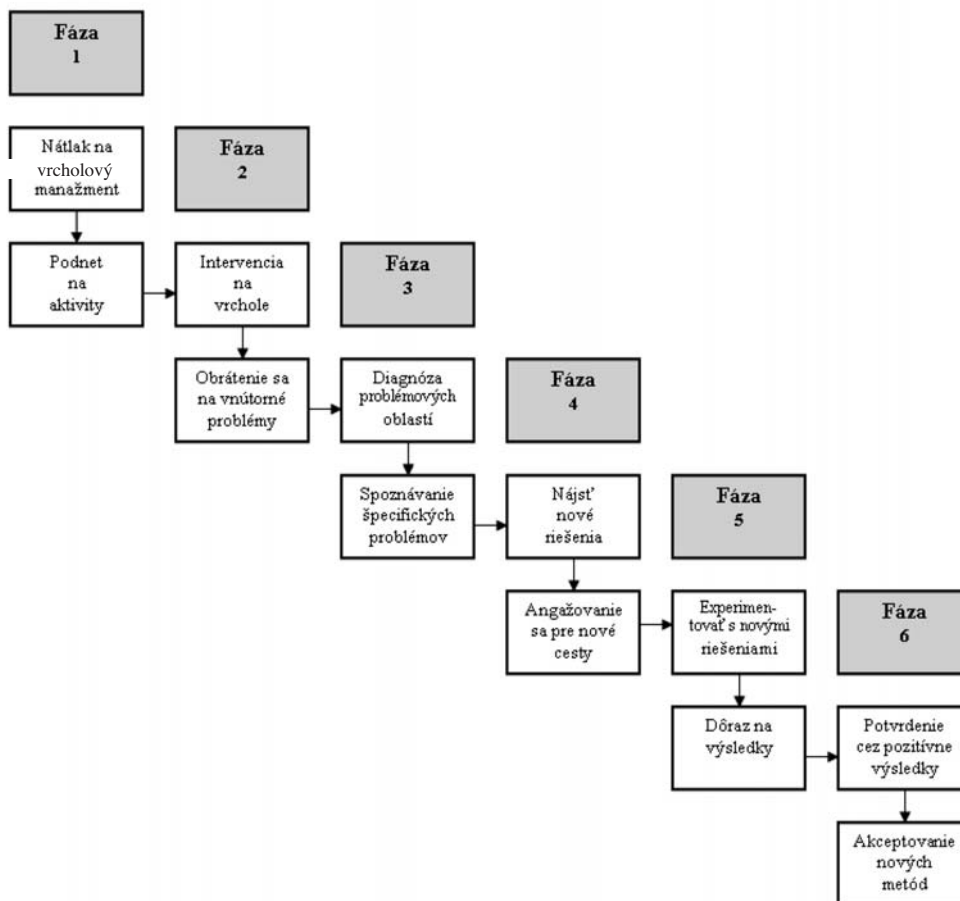 Fáza
1
Nátlak na
vrcholový
manažment
Podnet
na
aktivity
Fáza
2
Intervencia
na
vrchole
Obrátenie sa
na vnútorné
problémy
Fáza
3
Diagnóza
problémových
oblastí
Spoznávanie
špecifických
problémov
Fáza
4
Nájsť
nové
riešenia
Angažovanie
sa pre nové
cesty
Fáza
5
Experimen-
tovať s novými
riešeniami
Dôraz na
výsledky
Fáza
6
Potvrdenie
cez pozitívne
výsledky
Akceptovanie
nových
metód